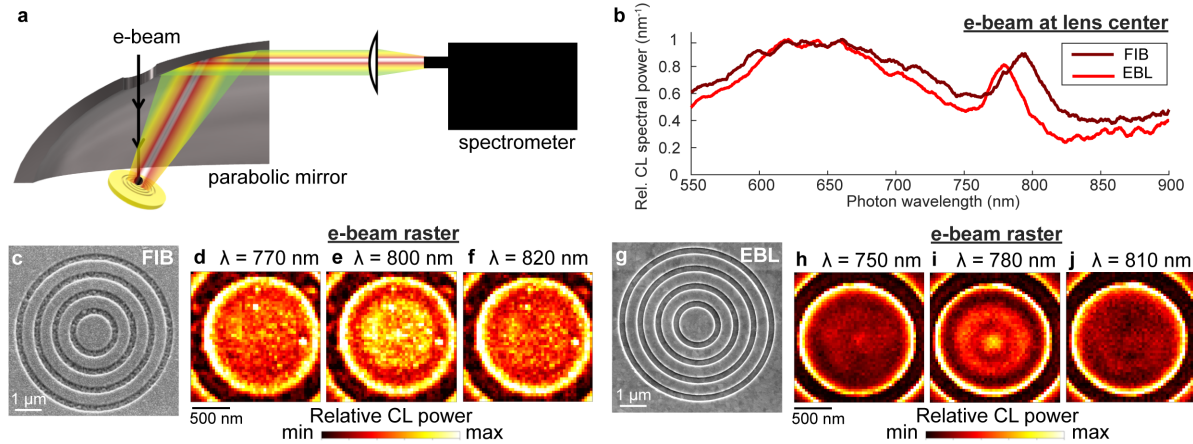 a
e-beam
spectrometer
parabolic mirror
b
e-beam at lens center
Rel. CL spectral power (nm-1)
1
0.8
0.6
0.4
0.2
0
FIB
EBL
550 600 650 700 750 800 850 900
Photon wavelength (nm)
c
FIB
1 μm
e-beam raster
d λ = 770 nm
e λ = 800 nm
f λ = 820 nm
500 nm
Relative CL power
min max
g
EBL
1 μm
e-beam raster
h λ = 750 nm
i λ = 780 nm
j λ = 810 nm
500 nm
Relative CL power
min max